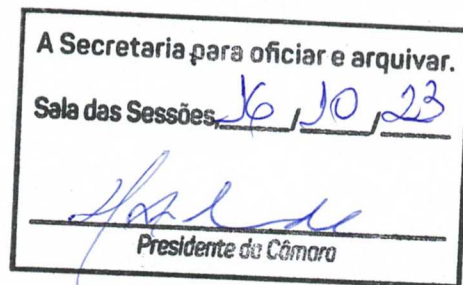 A Secretaria para oficiar e arquivar.
Sala das Sessões, 16 / 10 / 23
Presidente da Câmara